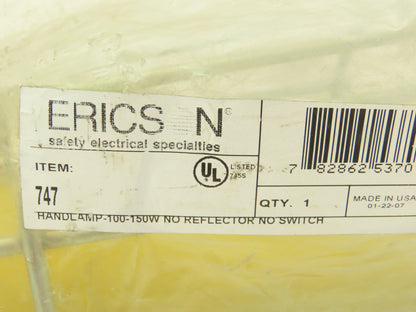 ERICS N®
safety electrical specialties
ITEM:
747
UL LISTED
7 82862 5370
QTY. 1
MADE IN USA
01-22-07
HANDLAMP-100-150W NO REFLECTOR NO SWITCH